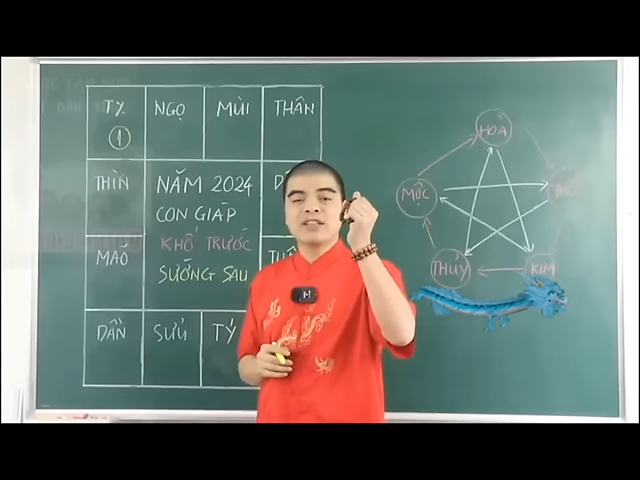 TỴ
NGỌ
MÙI
THÂN
1
THÌN
NĂM 2024
CON GIÁP
MÃO
KHỔ TRƯỚC
SƯỚNG SAU
DẦN
SỬU
TÝ
HOẢ
MỘC
THỦY
KIM